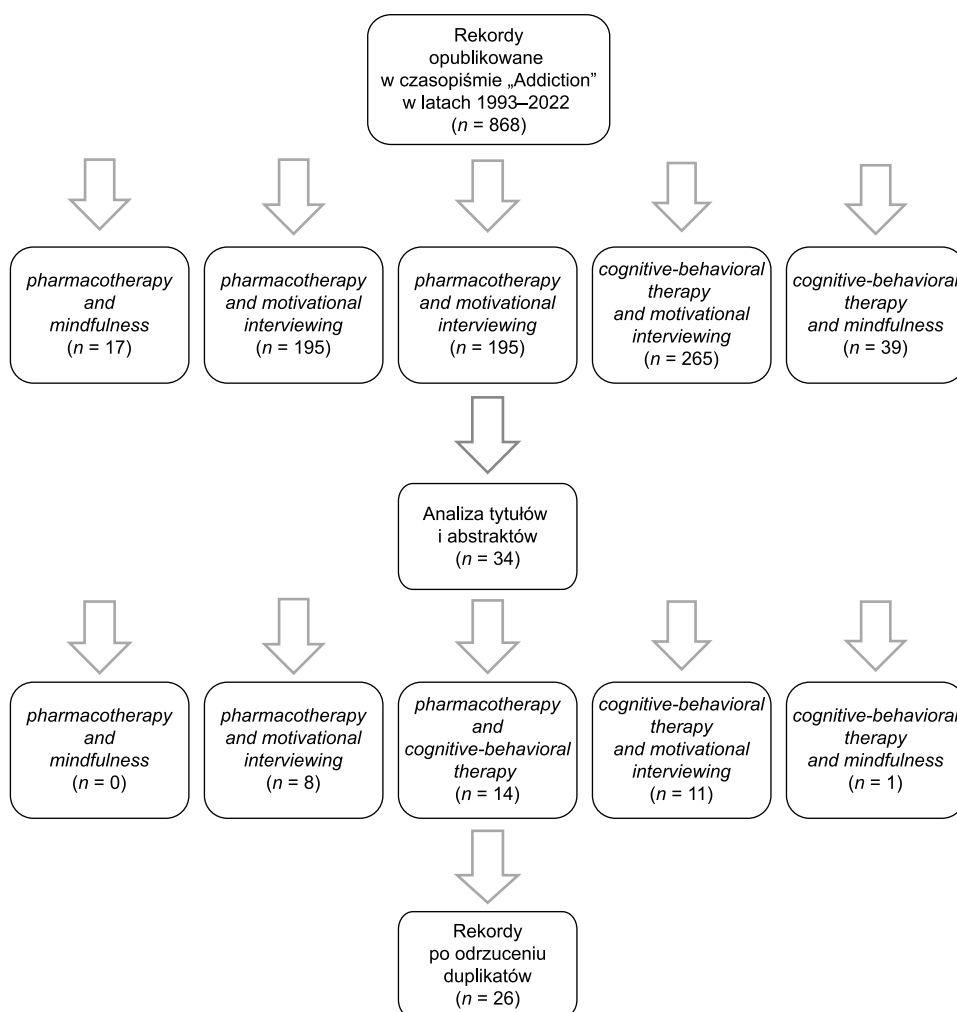 Rekordy
opublikowane
w czasopiśmie „Addiction”
w latach 1993–2022
(n = 868)
pharmacotherapy
and
mindfulness
(n = 17)
pharmacotherapy
and motivational
interviewing
(n = 195)
pharmacotherapy
and motivational
interviewing
(n = 195)
cognitive-behavioral
therapy
and motivational
interviewing
(n = 265)
cognitive-behavioral
therapy
and mindfulness
(n = 39)
Analiza tytułów
i abstraktów
(n = 34)
pharmacotherapy
and
mindfulness
(n = 0)
pharmacotherapy
and motivational
interviewing
(n = 8)
pharmacotherapy
and
cognitive-behavioral
therapy
(n = 14)
cognitive-behavioral
therapy
and motivational
interviewing
(n = 11)
cognitive-behavioral
therapy
and mindfulness
(n = 1)
Rekordy
po odrzuceniu
duplikatów
(n = 26)